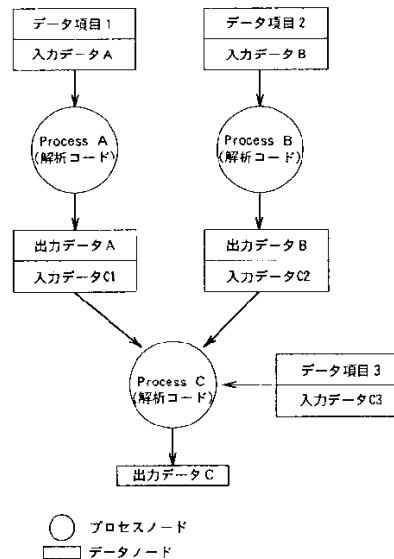 データ項目1
入力データA
データ項目2
入力データB
Process A
(解析コード)
Process B
(解析コード)
出力データA
入力データC1
出力データB
入力データC2
Process C
(解析コード)
データ項目3
入力データC3
出力データC
プロセスノード
データノード